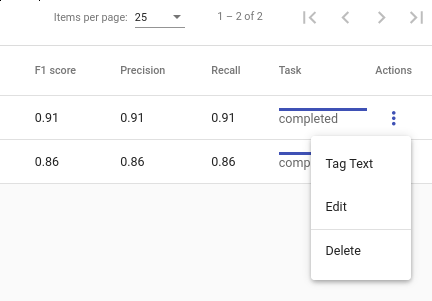 Items per page: 25 1 – 2 of 2
F1 score Precision Recall Task Actions
0.91 0.91 0.91 completed
0.86 0.86 0.86 comp
Tag Text
Edit
Delete